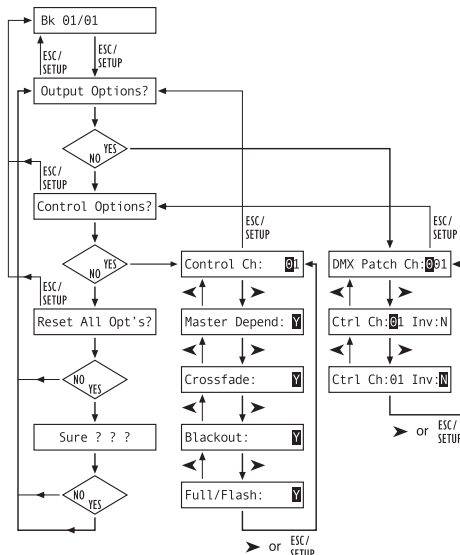 Bk 01/01
ESC/
SETUP
ESC/
SETUP
Output Options?
YES
NO
ESC/
SETUP
Control Options?
ESC/
SETUP
ESC/
SETUP
YES
NO
Control Ch: 01
DMX Patch Ch:001
ESC/
SETUP
Reset All Opt's?
Master Depend: Y
Ctrl Ch:01 Inv:N
NO
YES
Crossfade: Y
Ctrl Ch:01 Inv:N
Sure ? ? ?
Blackout: Y
or ESC/
SETUP
NO
YES
Full/Flash: Y
or ESC/
SETUP